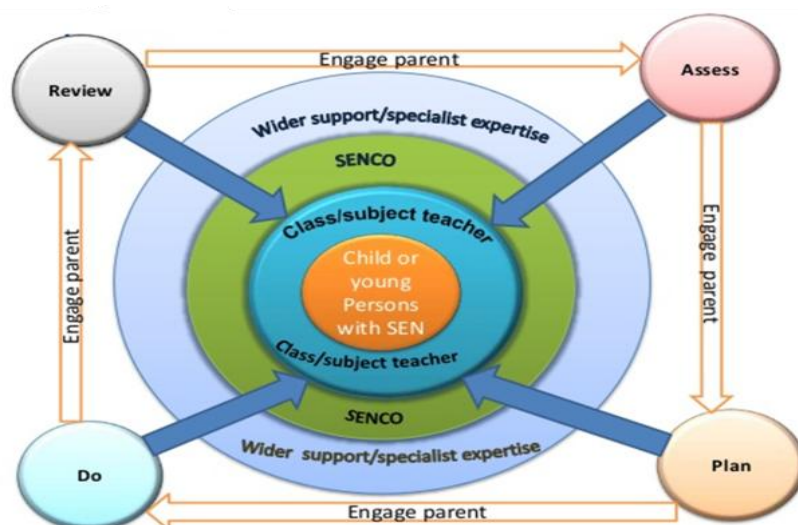 Engage parent
Review
Assess
Wider support/specialist expertise
SENCO
Class/subject teacher
Child or
young
Persons
with SEN
Engage parent
Engage parent
Class/subject teacher
SENCO
Wider support/specialist expertise
Do
Plan
Engage parent